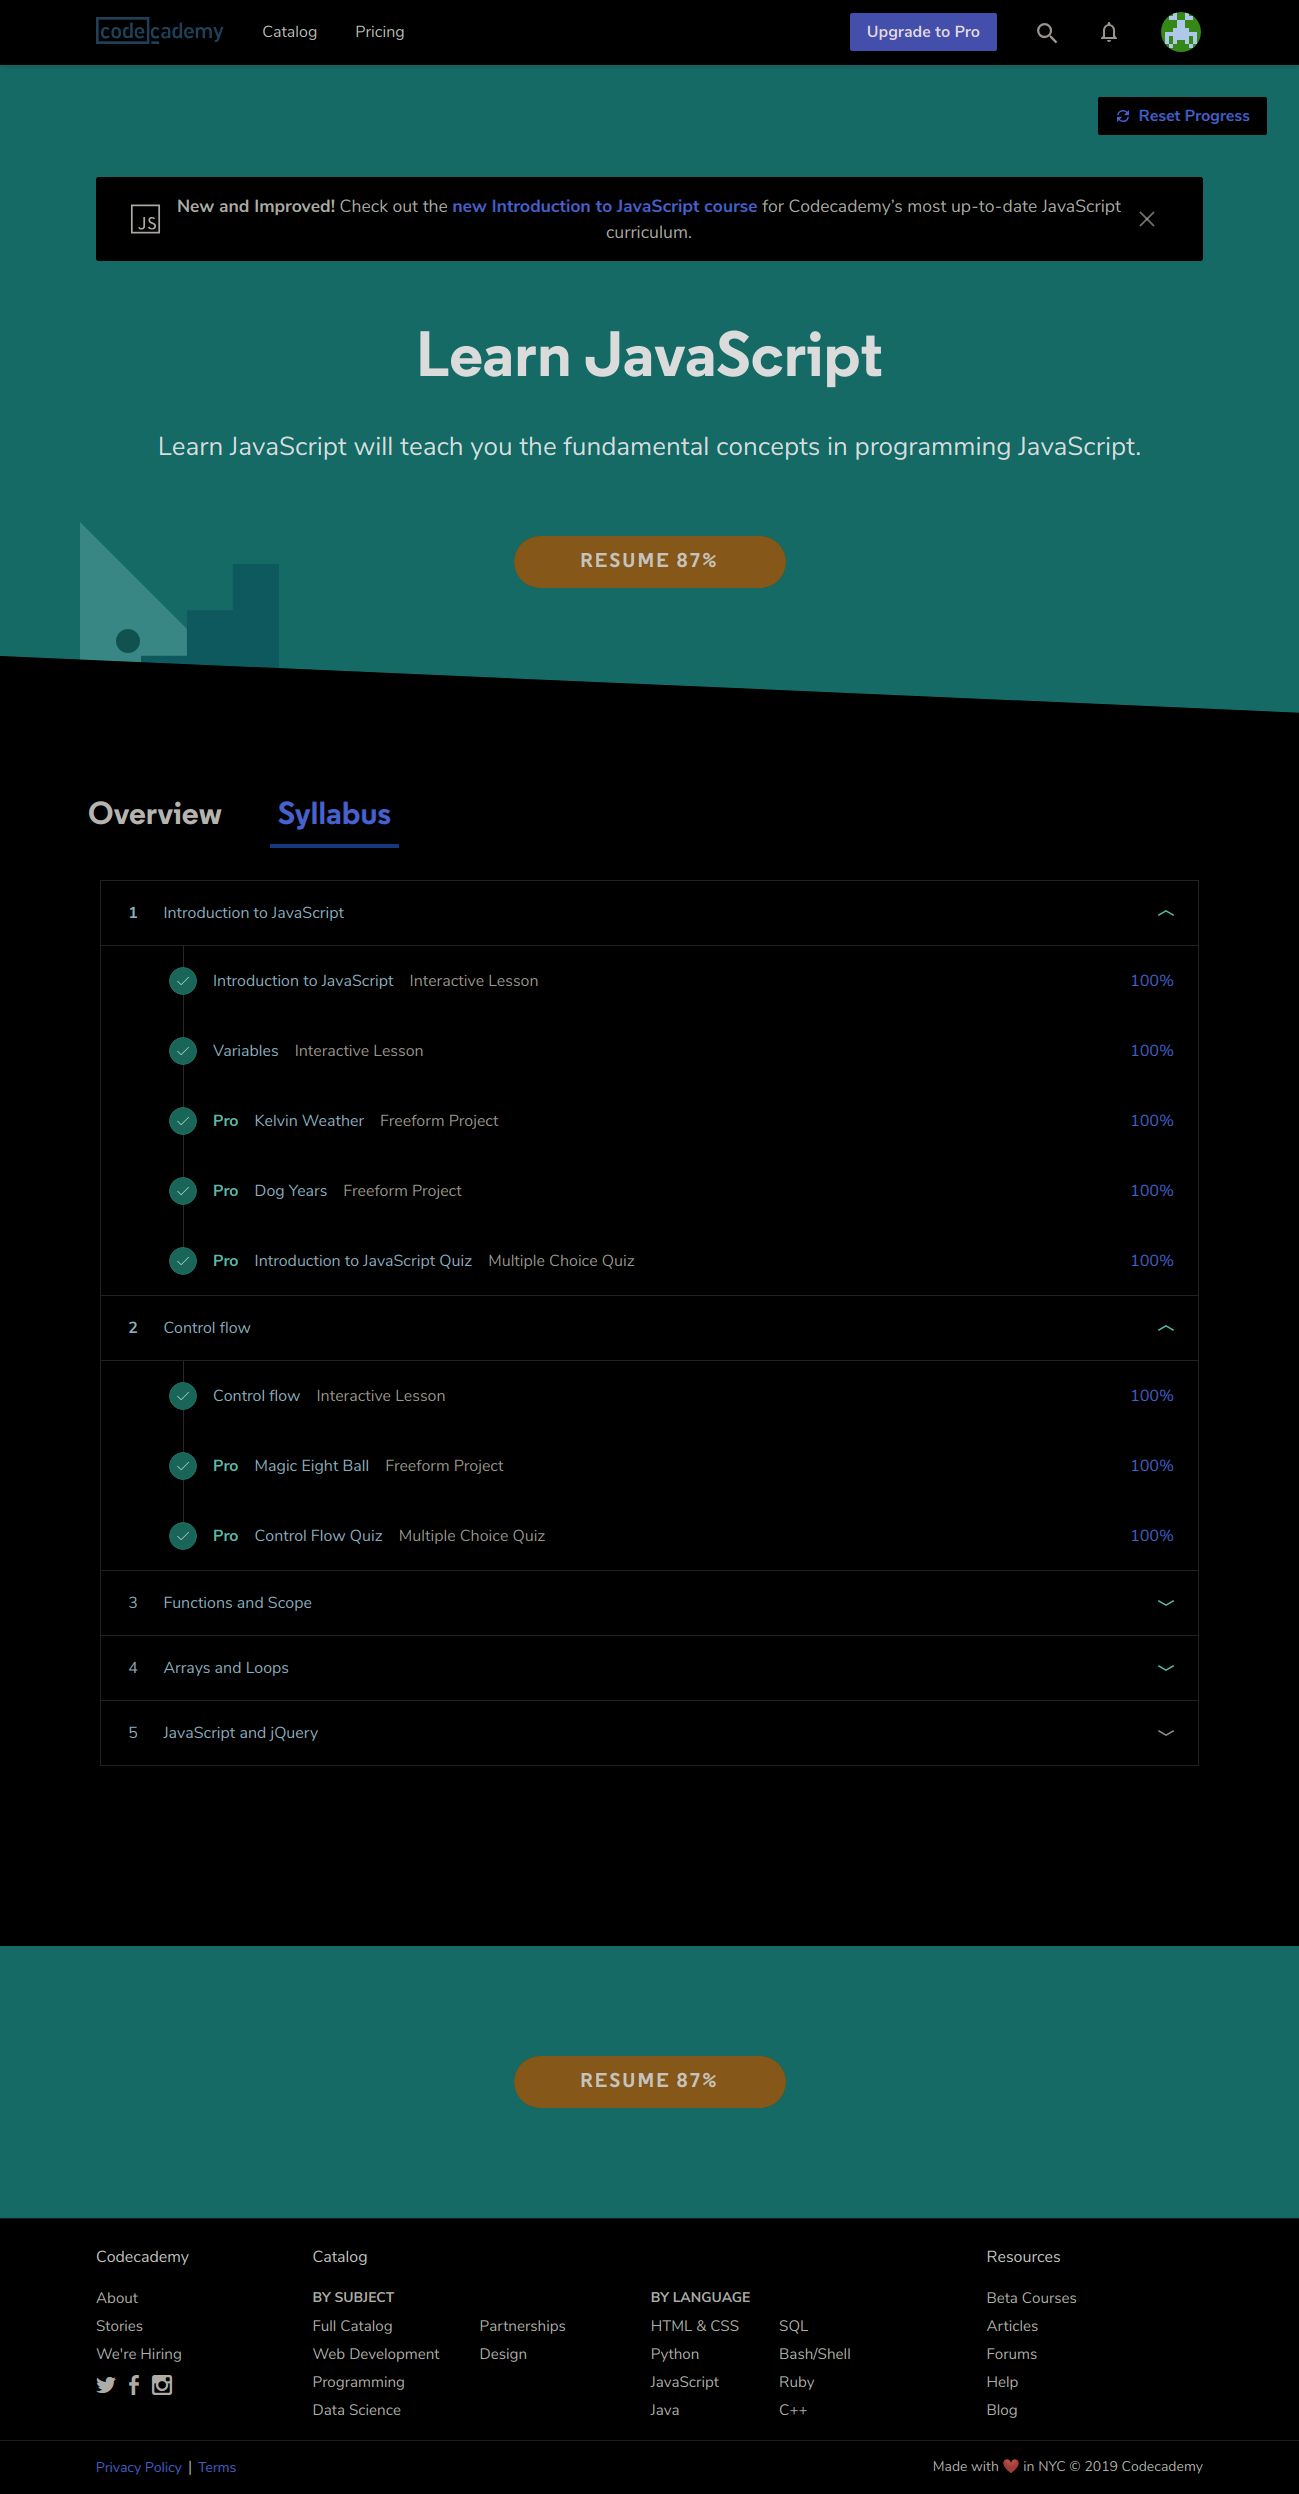 codecademy
Catalog
Pricing
Upgrade to Pro
Reset Progress
JS
New and Improved! Check out the new Introduction to JavaScript course for Codecademy’s most up-to-date JavaScript
curriculum.
Learn JavaScript
Learn JavaScript will teach you the fundamental concepts in programming JavaScript.
RESUME 87%
Overview
Syllabus
1 Introduction to JavaScript
Introduction to JavaScript Interactive Lesson 100%
Variables Interactive Lesson 100%
Pro Kelvin Weather Freeform Project 100%
Pro Dog Years Freeform Project 100%
Pro Introduction to JavaScript Quiz Multiple Choice Quiz 100%
2 Control flow
Control flow Interactive Lesson 100%
Pro Magic Eight Ball Freeform Project 100%
Pro Control Flow Quiz Multiple Choice Quiz 100%
3 Functions and Scope
4 Arrays and Loops
5 JavaScript and jQuery
RESUME 87%
Codecademy
About
Stories
We're Hiring
Catalog
BY SUBJECT
Full Catalog
Web Development
Programming
Data Science
Partnerships
Design
BY LANGUAGE
HTML & CSS
Python
JavaScript
Java
SQL
Bash/Shell
Ruby
C++
Resources
Beta Courses
Articles
Forums
Help
Blog
Privacy Policy | Terms
Made with ❤️ in NYC © 2019 Codecademy